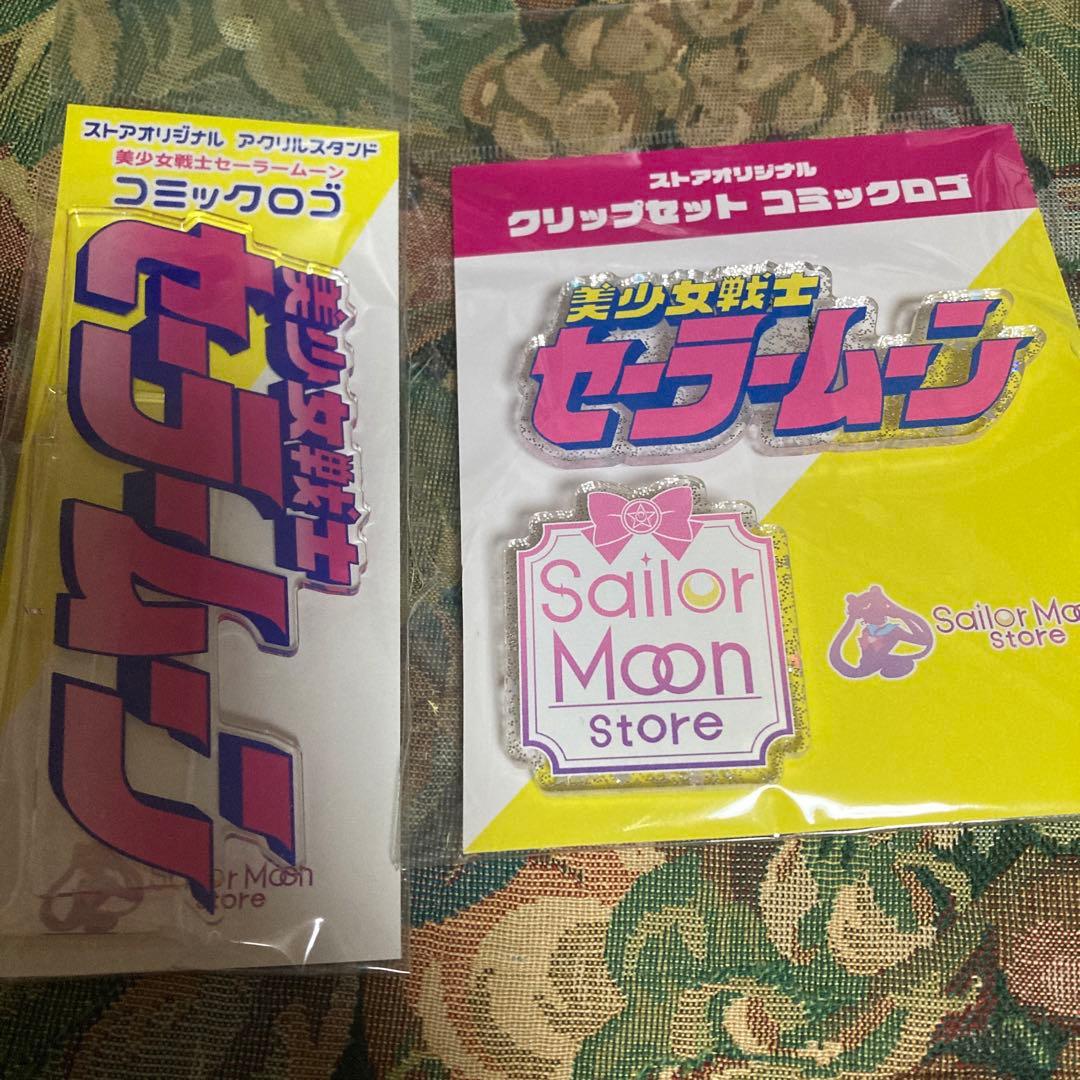 ストアオリジナル アクリルスタンド
美少女戦士セーラームーン
コミックロゴ
美少女戦士
セーラームーン
Sailor Moon
store
ストアオリジナル
クリップセット コミックロゴ
美少女戦士
セーラームーン
Sailor
Moon
store
Sailor Moo
store